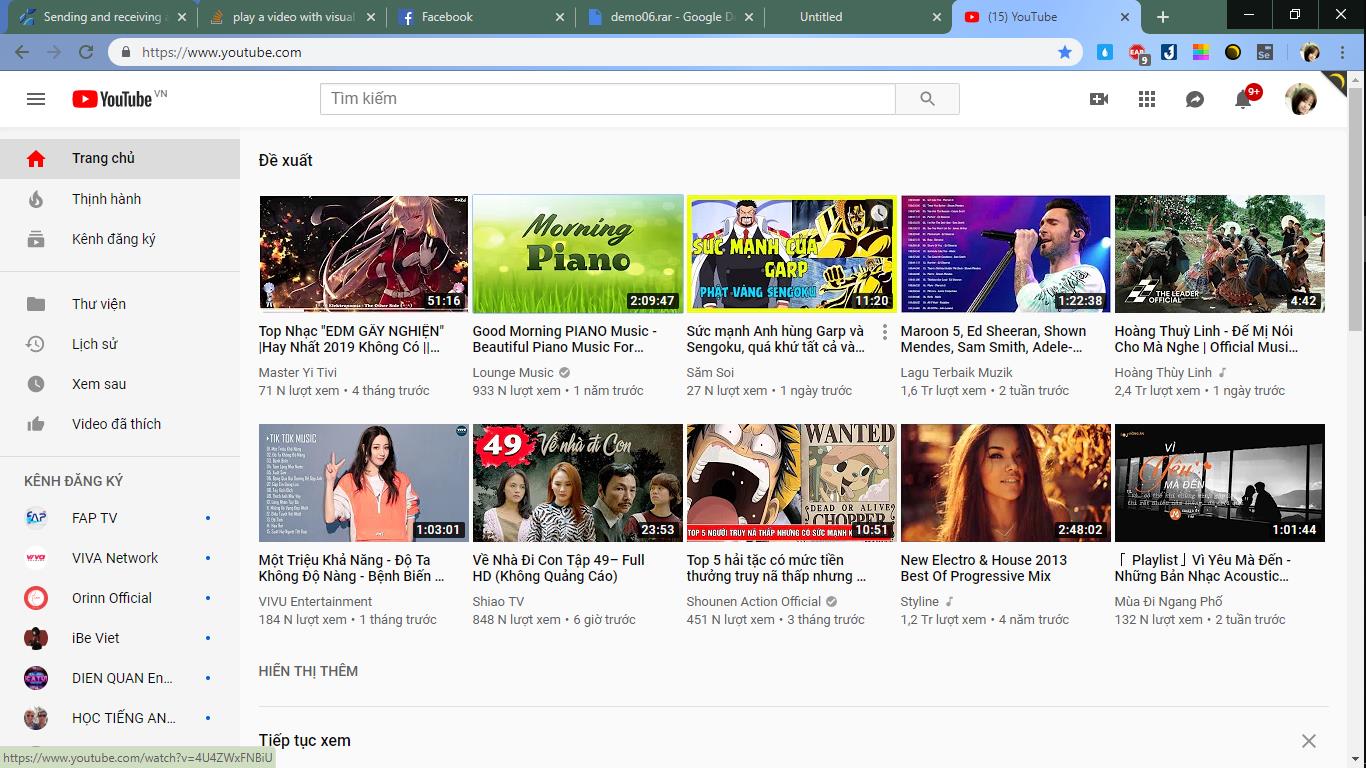 Sending and receiving a
play a video with visual
Facebook
demo06.rar - Google D
Untitled
(15) YouTube
https://www.youtube.com
9
YouTube VN
Tìm kiếm
9+
Trang chủ
Thịnh hành
Kênh đăng ký
Thư viện
Lịch sử
Xem sau
Video đã thích
KÊNH ĐĂNG KÝ
FAP TV
VIVA Network
Orinn Official
iBe Viet
DIEN QUAN En...
HỌC TIẾNG AN...
https://www.youtube.com/watch?v=4U4ZWxFNBiU
Đề xuất
51:16
Morning
Piano
2:09:47
SỨC MẠNH CỦA
GARP
PHẬT VÀNG SENGOKU
11:20
1:22:38
THE LEADER
OFFICIAL
4:42
Top Nhạc "EDM GÂY NGHIỆN"
|Hay Nhất 2019 Không Có ||...
Master Yi Tivi
71 N lượt xem • 4 tháng trước
Good Morning PIANO Music -
Beautiful Piano Music For...
Lounge Music
933 N lượt xem • 1 năm trước
Sức mạnh Anh hùng Garp và
Sengoku, quá khứ tất cả và...
Săm Soi
27 N lượt xem • 1 ngày trước
Maroon 5, Ed Sheeran, Shown
Mendes, Sam Smith, Adele-...
Lagu Terbaik Muzik
1,6 Tr lượt xem • 2 tuần trước
Hoàng Thuỳ Linh - Để Mị Nói
Cho Mà Nghe | Official Musi...
Hoàng Thùy Linh
2,4 Tr lượt xem • 1 ngày trước
TIK TOK MUSIC
1:03:01
49
Về nhà đi Con
23:53
WANTED
DEAD OR ALIVE
CHOPPER
TOP 5 NGƯỜI TRUY NÃ THẤP NHƯNG CÓ SỨC MẠNH K
10:51
2:48:02
VÌ
Yêu
MÀ ĐẾN
1:01:44
Một Triệu Khả Năng - Độ Ta
Không Độ Nàng - Bệnh Biến ...
VIVU Entertainment
184 N lượt xem • 1 tháng trước
Về Nhà Đi Con Tập 49– Full
HD (Không Quảng Cáo)
Shiao TV
848 N lượt xem • 6 giờ trước
Top 5 hải tặc có mức tiền
thưởng truy nã thấp nhưng ...
Shounen Action Official
451 N lượt xem • 3 tháng trước
New Electro & House 2013
Best Of Progressive Mix
Styline
1,2 Tr lượt xem • 4 năm trước
「 Playlist」Vì Yêu Mà Đến -
Những Bản Nhạc Acoustic...
Mùa Đi Ngang Phố
132 N lượt xem • 2 tuần trước
HIỂN THỊ THÊM
Tiếp tục xem